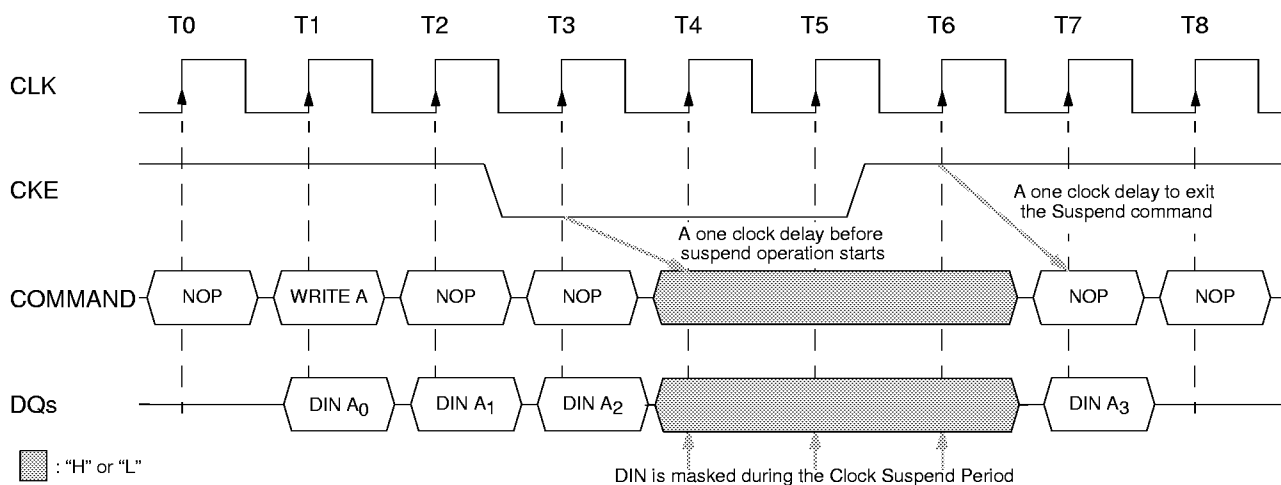 T0 T1 T2 T3 T4 T5 T6 T7 T8
CLK
CKE
A one clock delay to exit
the Suspend command
A one clock delay before
suspend operation starts
COMMAND NOP WRITE A NOP NOP NOP NOP
DQs DIN A0 DIN A1 DIN A2 DIN A3
: “H” or “L”
DIN is masked during the Clock Suspend Period